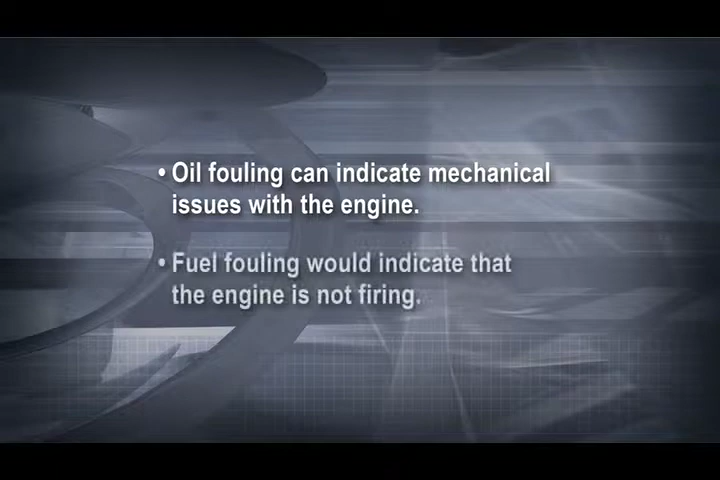 • Oil fouling can indicate mechanical
issues with the engine.
• Fuel fouling would indicate that
the engine is not firing.